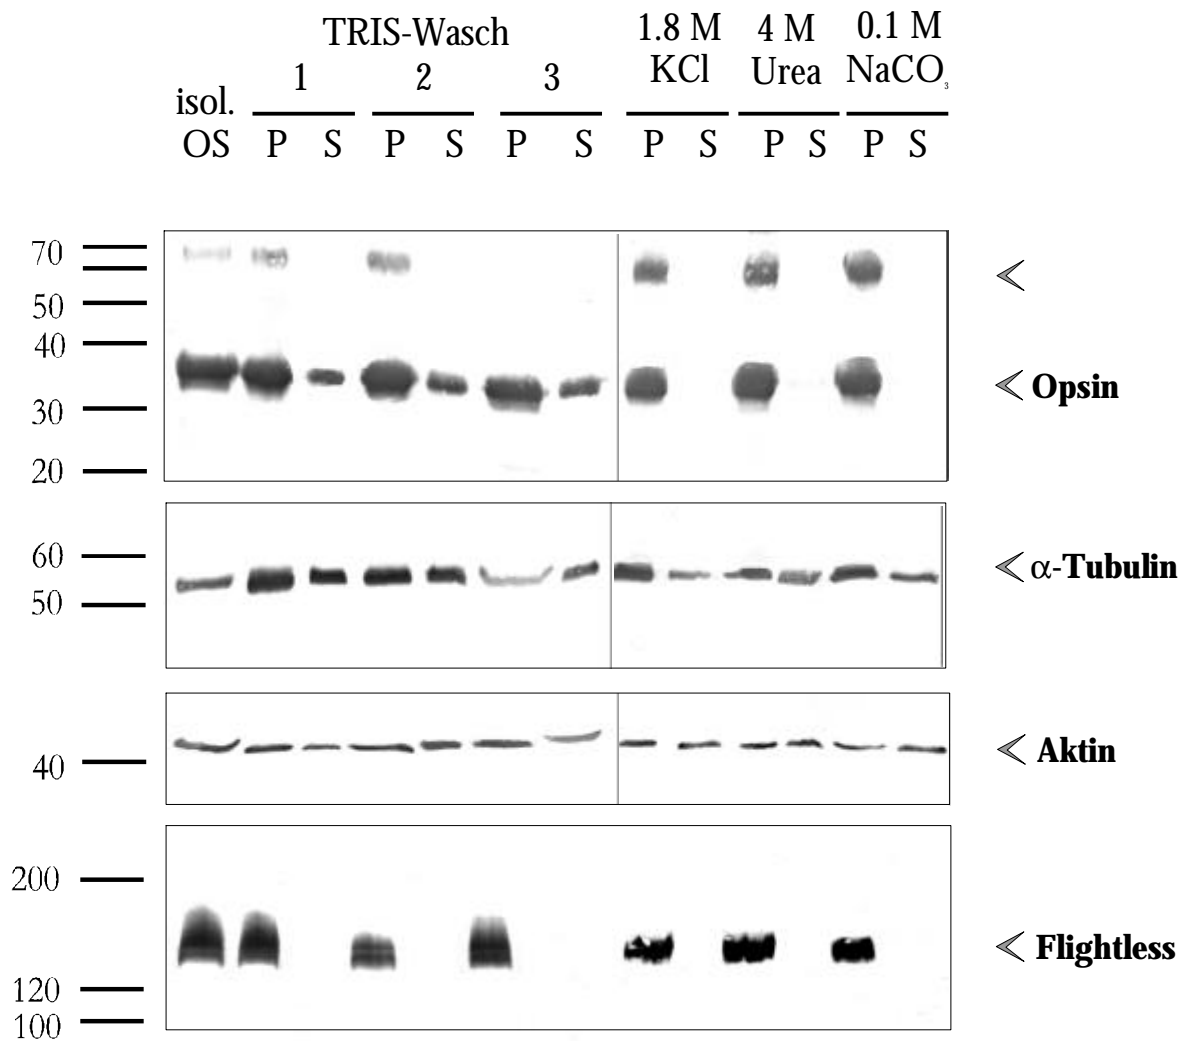 TRIS-Wasch
1.8 M KCl
4 M Urea
0.1 M NaCO3
isol. OS
1 2 3
P S P S P S P S P S P S
70
50
40
30
20
Opsin
60
50
α-Tubulin
40
Aktin
200
120
100
Flightless